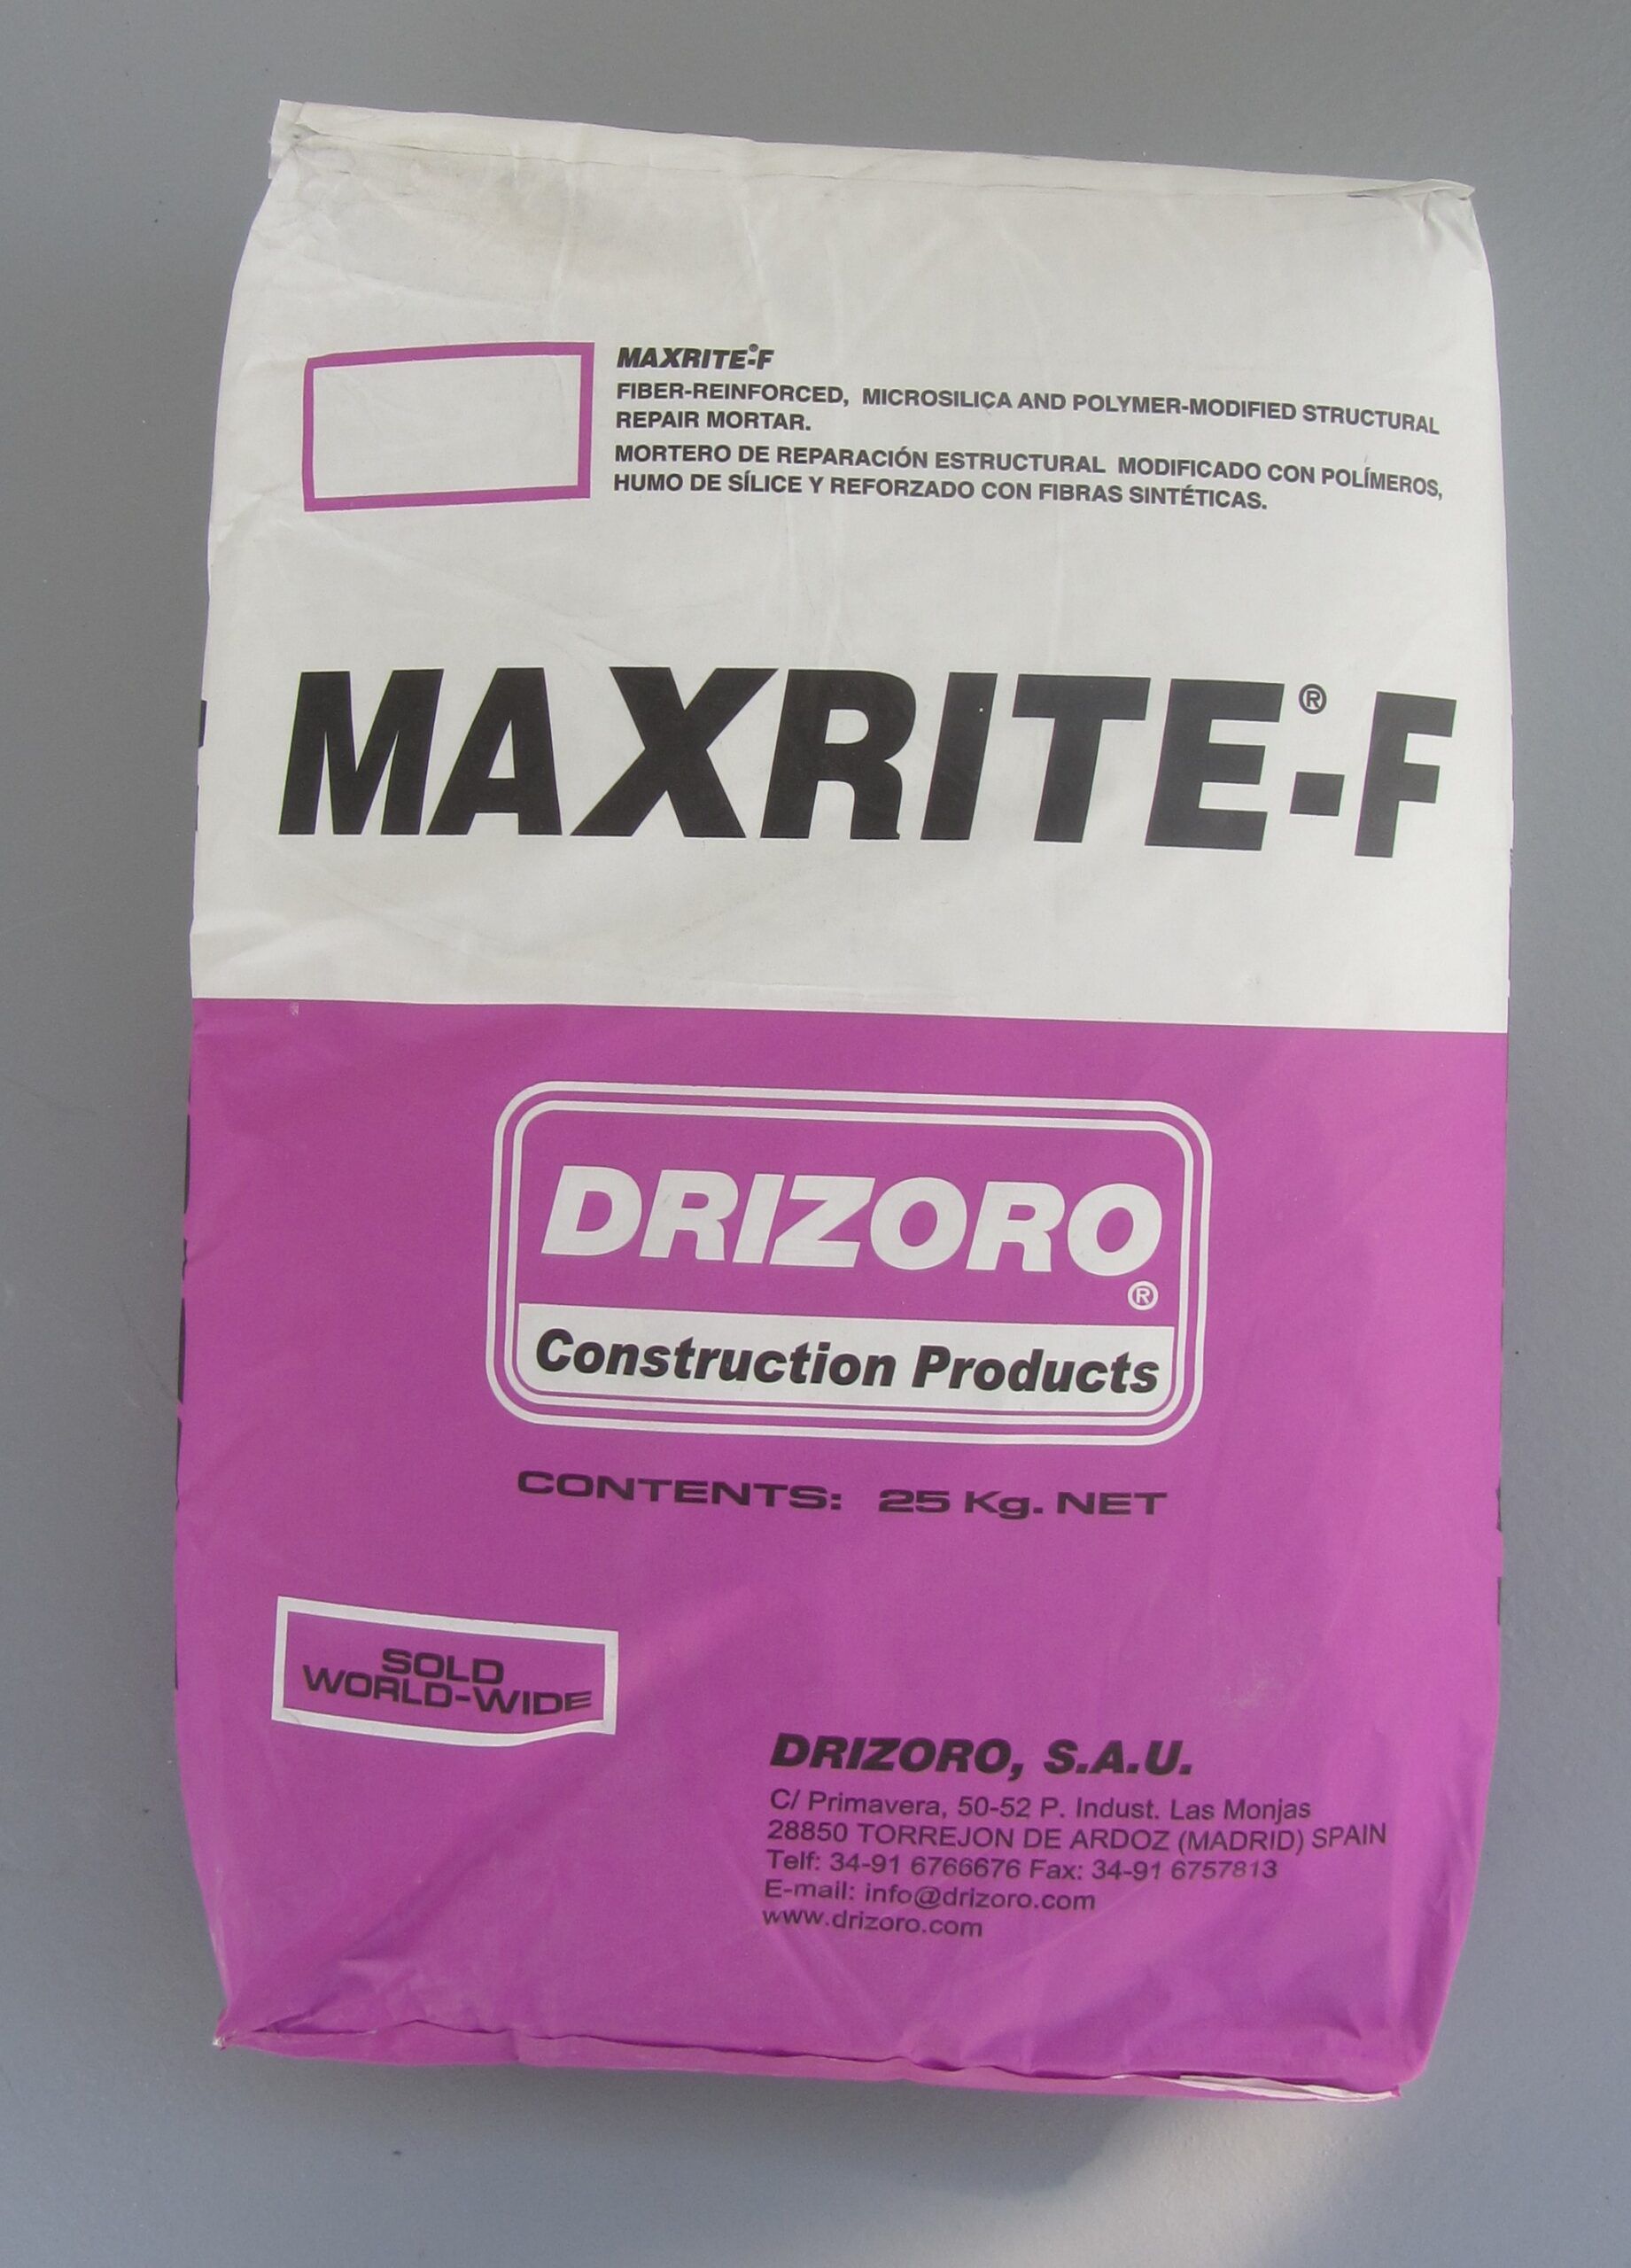 MAXRITE®-F
FIBER-REINFORCED, MICROSILICA AND POLYMER-MODIFIED STRUCTURAL
REPAIR MORTAR.
MORTERO DE REPARACIÓN ESTRUCTURAL MODIFICADO CON POLÍMEROS,
HUMO DE SÍLICE Y REFORZADO CON FIBRAS SINTÉTICAS.
MAXRITE®-F
DRIZORO®
Construction Products
CONTENTS: 25 Kg. NET
SOLD
WORLD-WIDE
DRIZORO, S.A.U.
C/ Primavera, 50-52 P. Indust. Las Monjas
28850 TORREJON DE ARDOZ (MADRID) SPAIN
Telf: 34-91 6766676 Fax: 34-91 6757813
E-mail: info@drizoro.com
www.drizoro.com